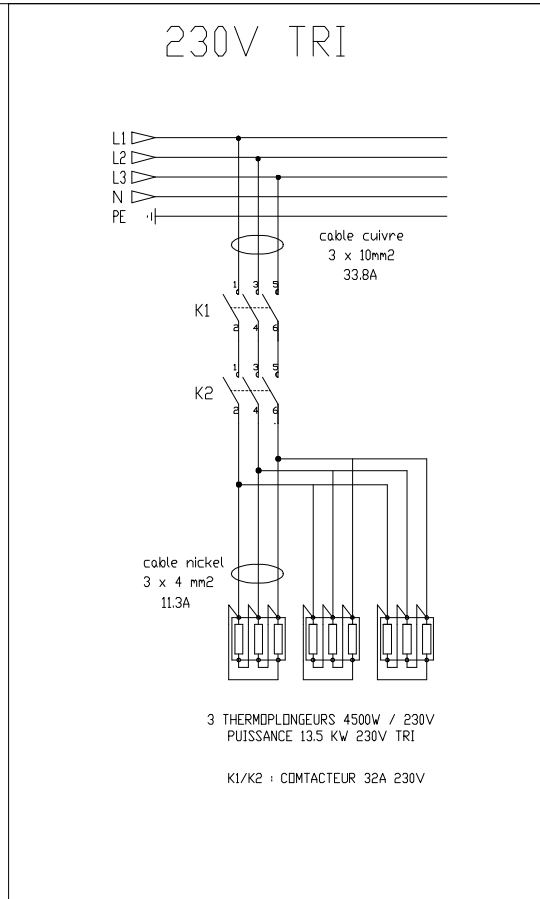 230V TRI
L1
L2
L3
N
PE
cable cuivre
3 x 10mm2
33.8A
1 3 5
K1
2 4 6
1 3 5
K2
2 4 6
cable nickel
3 x 4 mm2
11.3A
3 THERMOPLONGEURS 4500W / 230V
PUISSANCE 13.5 KW 230V TRI
K1/K2 : COMTACTEUR 32A 230V